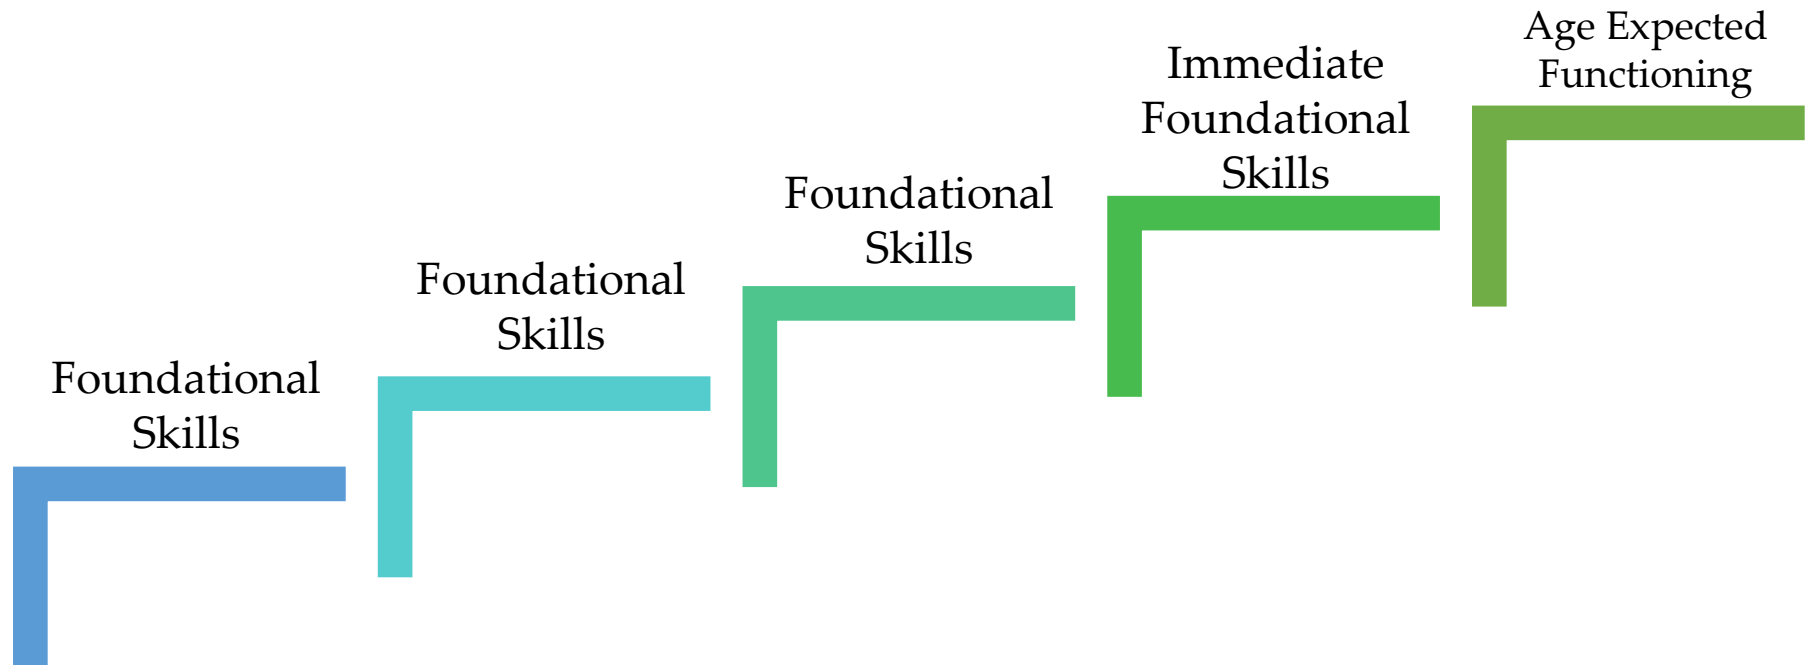 Foundational
Skills
Foundational
Skills
Foundational
Skills
Immediate
Foundational
Skills
Age Expected
Functioning